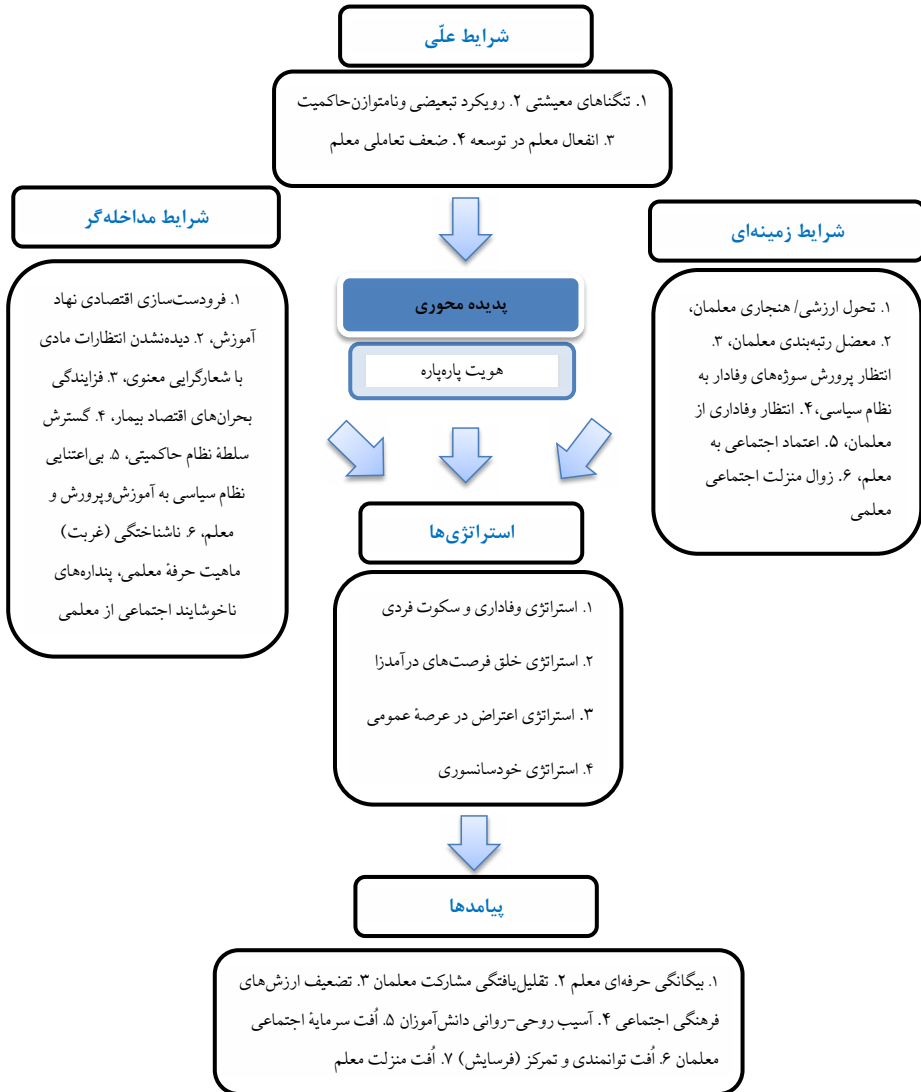 شرایط علّی
۱. تنگناهای معیشتی ۲. رویکرد تبعیضی ونامتوازن‌حاکمیت
۳. انفعال معلم در توسعه ۴. ضعف تعاملی معلم
شرایط زمینه‌ای
۱. تحول ارزشی/ هنجاری معلمان،
۲. معضل رتبه‌بندی معلمان، ۳.
انتظار پرورش سوژه‌های وفادار به
نظام سیاسی،۴. انتظار وفاداری از
معلمان، ۵. اعتماد اجتماعی به
معلم، ۶. زوال منزلت اجتماعی
معلمی
شرایط مداخله‌گر
۱. فرودست‌سازی اقتصادی نهاد
آموزش، ۲. دیده‌نشدن انتظارات مادی
با شعارگرایی معنوی، ۳. فزایندگی
بحران‌های اقتصاد بیمار، ۴. گسترش
سلطۀ نظام حاکمیتی، ۵. بی‌اعتنایی
نظام سیاسی به آموزش‌وپرورش و
معلم، ۶. ناشناختگی (غربت)
ماهیت حرفۀ معلمی، پنداره‌های
ناخوشایند اجتماعی از معلمی
پدیده محوری
هویت پاره‌پاره
استراتژی‌ها
۱. استراتژی وفاداری و سکوت فردی
۲. استراتژی خلق فرصت‌های درآمدزا
۳. استراتژی اعتراض در عرصۀ عمومی
۴. استراتژی خودسانسوری
پیامدها
۱. بیگانگی حرفه‌ای معلم ۲. تقلیل‌یافتگی مشارکت معلمان ۳. تضعیف ارزش‌های
فرهنگی اجتماعی ۴. آسیب روحی-روانی دانش‌آموزان ۵. اُفت سرمایۀ اجتماعی
معلمان ۶. اُفت توانمندی و تمرکز (فرسایش) ۷. اُفت منزلت معلم